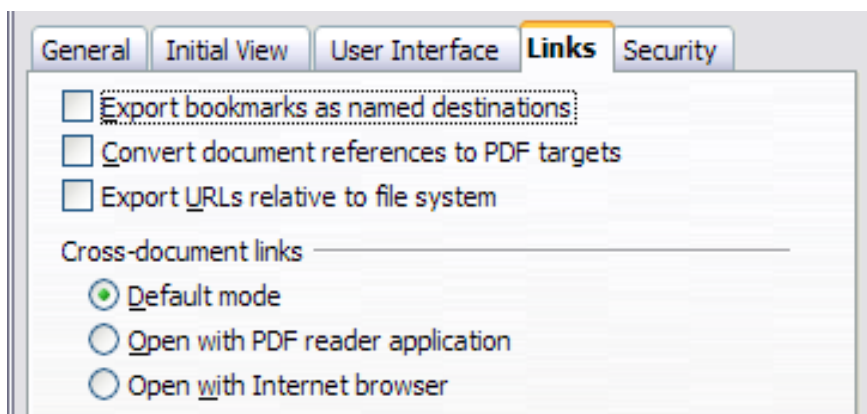 General Initial View User Interface Links Security
Export bookmarks as named destinations
Convert document references to PDF targets
Export URLs relative to file system
Cross-document links
Default mode
Open with PDF reader application
Open with Internet browser